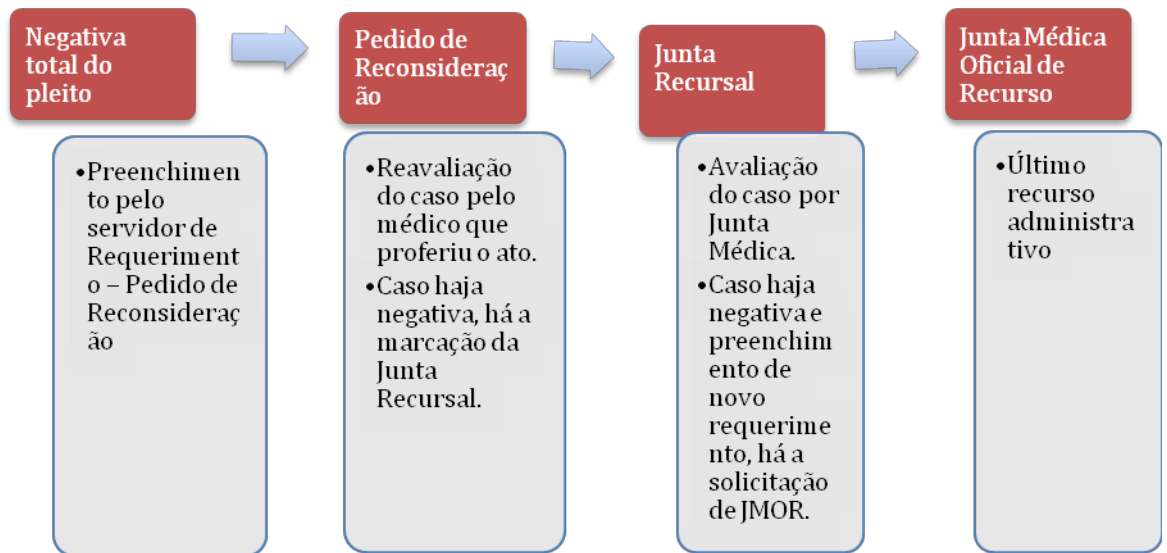 Negativa
total do
pleito
Pedido de
Reconsideraç
ão
Junta
Recursal
Junta Médica
Oficial de
Recurso
•Preenchimen
to pelo
servidor de
Requeriment
o – Pedido de
Reconsideraç
ão
•Reavaliação
do caso pelo
médico que
proferiu o ato.
•Caso haja
negativa, há a
marcação da
Junta
Recursal.
•Avaliação
do caso por
Junta
Médica.
•Caso haja
negativa e
preenchim
ento de
novo
requerime
nto, há a
solicitação
de JMOR.
•Último
recurso
administra
tivo